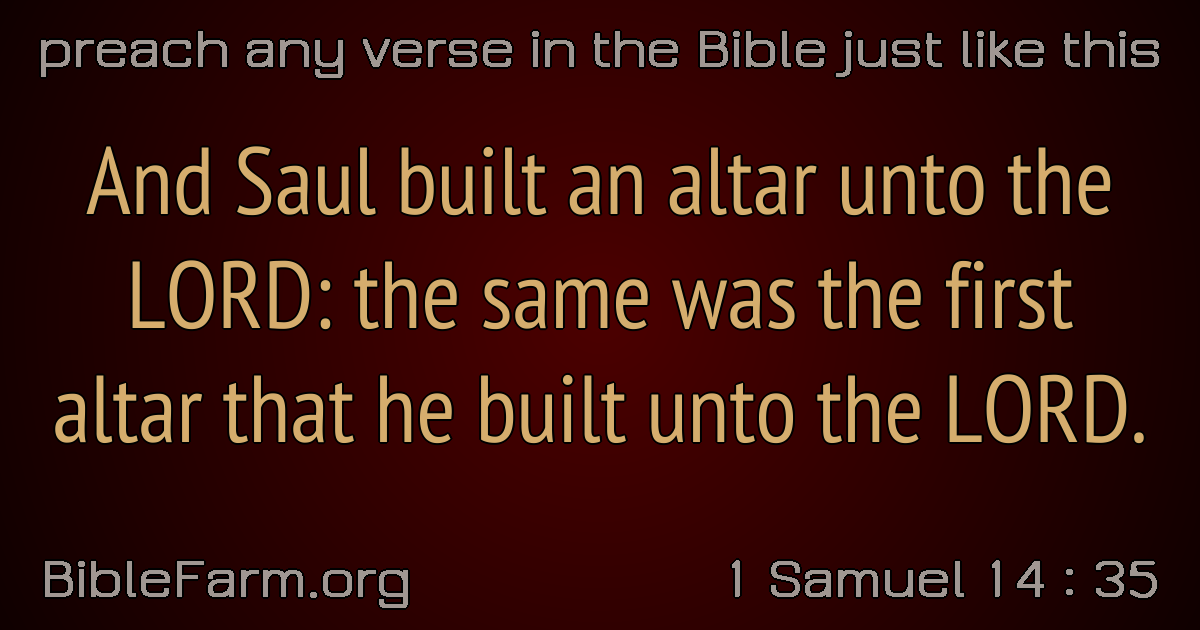 preach any verse in the Bible just like this
And Saul built an altar unto the
LORD: the same was the first
altar that he built unto the LORD.
BibleFarm.org
1 Samuel 14 : 35